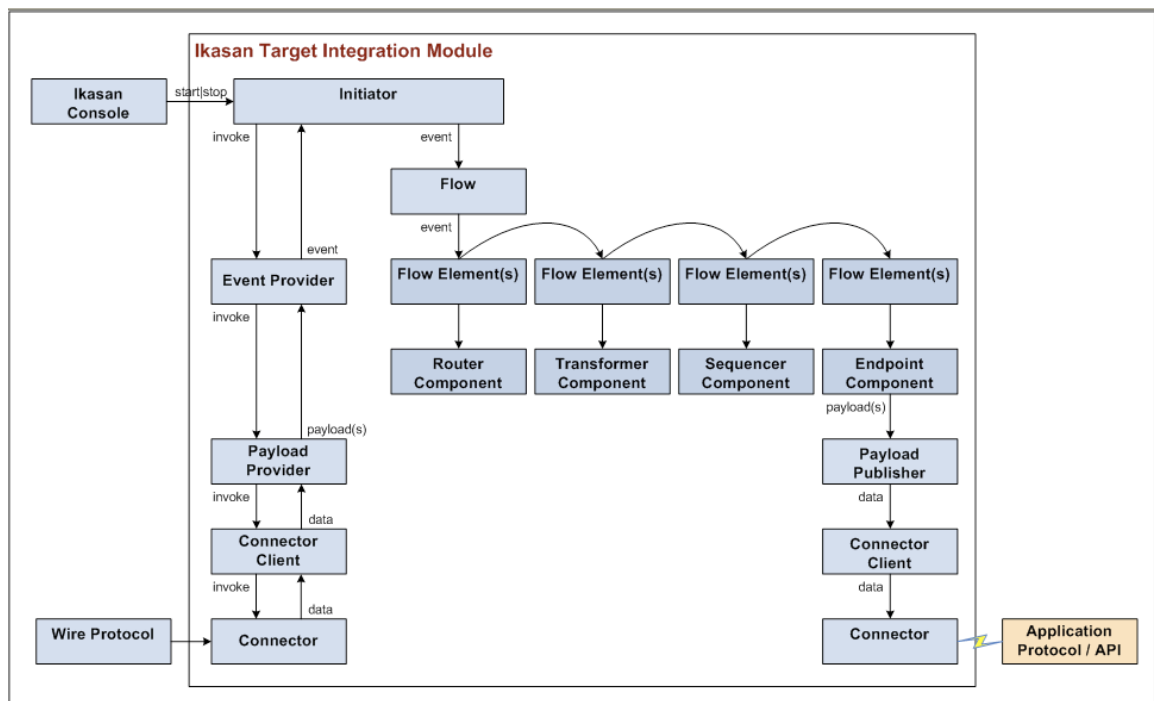 Ikasan Target Integration Module
Ikasan
Console
start|stop
Initiator
invoke
event
Flow
event
event
Event Provider
Flow Element(s)
Flow Element(s)
Flow Element(s)
Flow Element(s)
invoke
Router
Component
Transformer
Component
Sequencer
Component
Endpoint
Component
payload(s)
payload(s)
Payload
Provider
Payload
Publisher
invoke
data
data
Connector
Client
Connector
Client
invoke
data
data
Wire Protocol
Connector
Connector
Application
Protocol / API